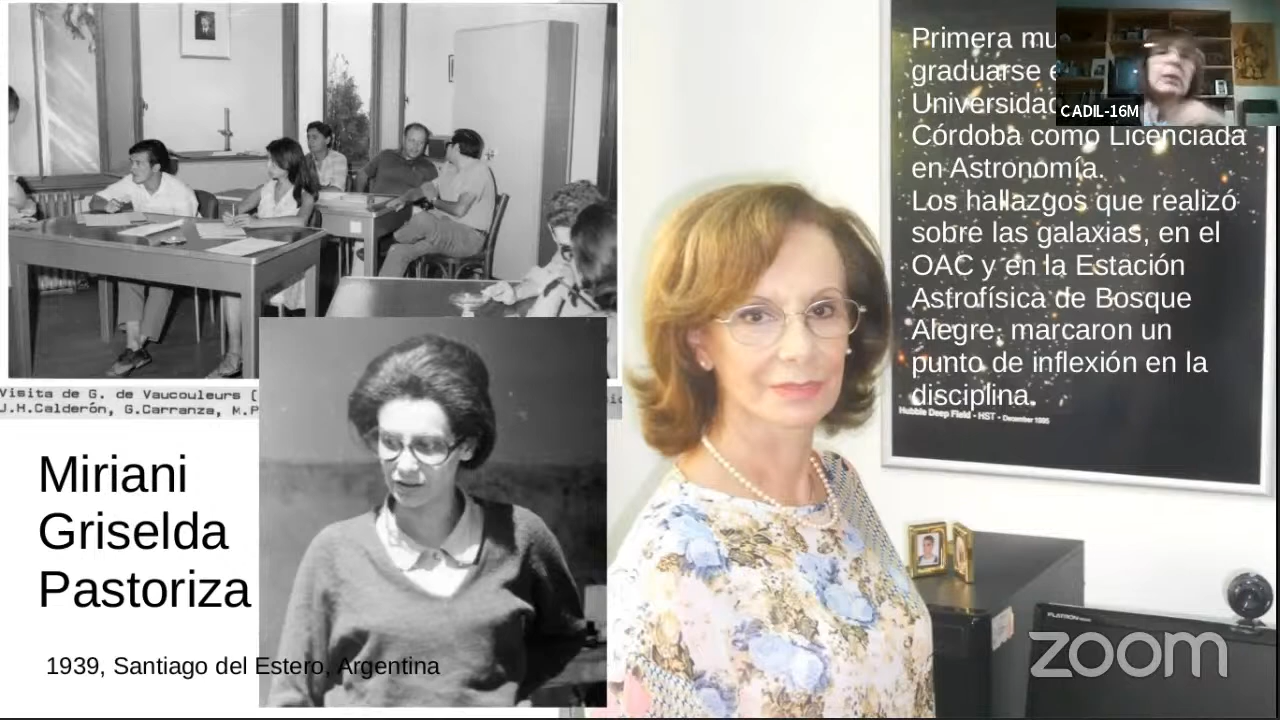 Primera
graduarse
Universidad
Córdoba como Licenciada
en Astronomía.
Los hallazgos que realizó
sobre las galaxias, en el
OAC y en la Estación
Astrofísica de Bosque
Alegre, marcaron un
punto de inflexión en la
disciplina.
CADIL-16M
Hubble Deep Field - HST • December 1995
Visita de G. de Vaucouleurs (
J.H.Calderón, G.Carranza, M.P
Miriani
Griselda
Pastoriza
1939, Santiago del Estero, Argentina
FLATRON
zoom